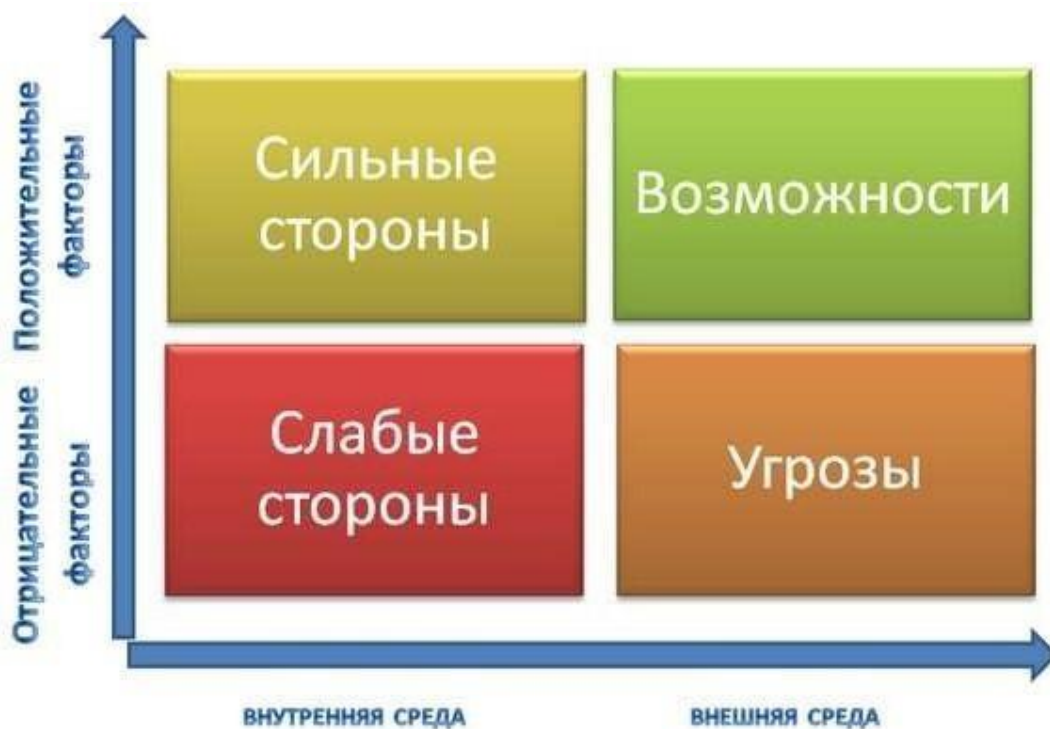 Положительные
факторы
Сильные
стороны
Возможности
Отрицательные
факторы
Слабые
стороны
Угрозы
ВНУТРЕННЯЯ СРЕДА
ВНЕШНЯЯ СРЕДА